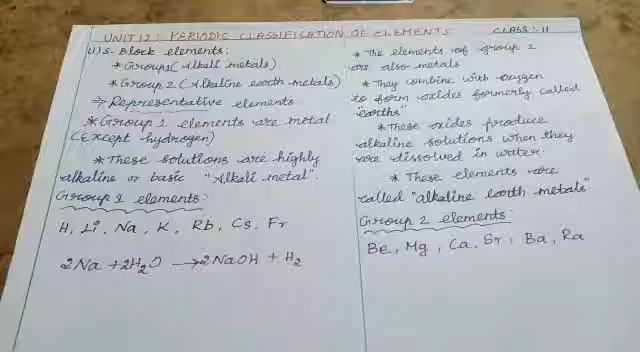 UNIT 12: PERIODIC CLASSIFICATION OF ELEMENTS CLASS:-11
1) S-Block elements:
* Group 1 (Alkali metals)
* Group 2 (Alkaline earth metals)
⇒ Representative elements
* Group 1 elements are metal
(Except hydrogen)
* These solutions are highly
alkaline or basic "Alkali metal".
Group 1 elements:
H, Li, Na, K, Rb, Cs, Fr
2Na + 2H₂O → 2NaOH + H₂
* The elements of group 2
are also metals
* They combine with oxygen
to form oxides formerly called
"earths"
* These oxides produce
alkaline solutions when they
are dissolved in water.
* These elements are
called "alkaline earth metals"
Group 2 elements:
Be, Mg, Ca, Sr, Ba, Ra